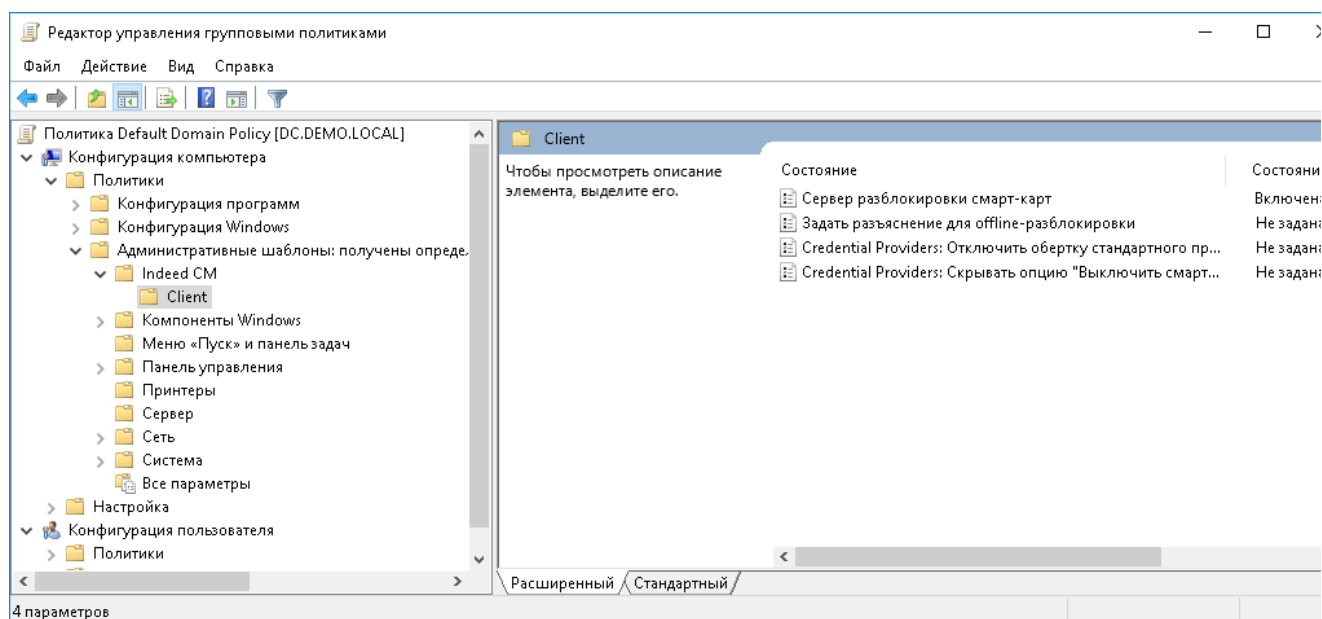 Редактор управления групповыми политиками
Файл Действие Вид Справка
Политика Default Domain Policy [DC.DEMO.LOCAL]
Конфигурация компьютера
Политики
Конфигурация программ
Конфигурация Windows
Административные шаблоны: получены опреде
Indeed CM
Client
Компоненты Windows
Меню «Пуск» и панель задач
Панель управления
Принтеры
Сервер
Сеть
Система
Все параметры
Настройка
Конфигурация пользователя
Политики
Client
Чтобы просмотреть описание
элемента, выделите его.
Состояние Состояни
Сервер разблокировки смарт-карт Включена
Задать разъяснение для offline-разблокировки Не задана
Credential Providers: Отключить обертку стандартного пр... Не задана
Credential Providers: Скрывать опцию "Выключить смарт... Не задана
Расширенный Стандартный
4 параметров